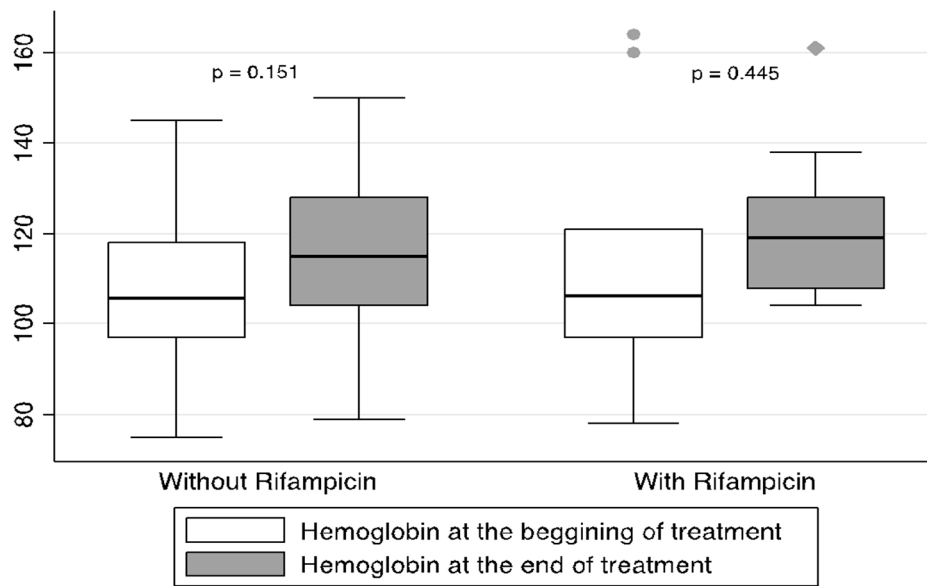 160
140
120
100
80
p = 0.151
p = 0.445
Without Rifampicin
With Rifampicin
Hemoglobin at the beggining of treatment
Hemoglobin at the end of treatment